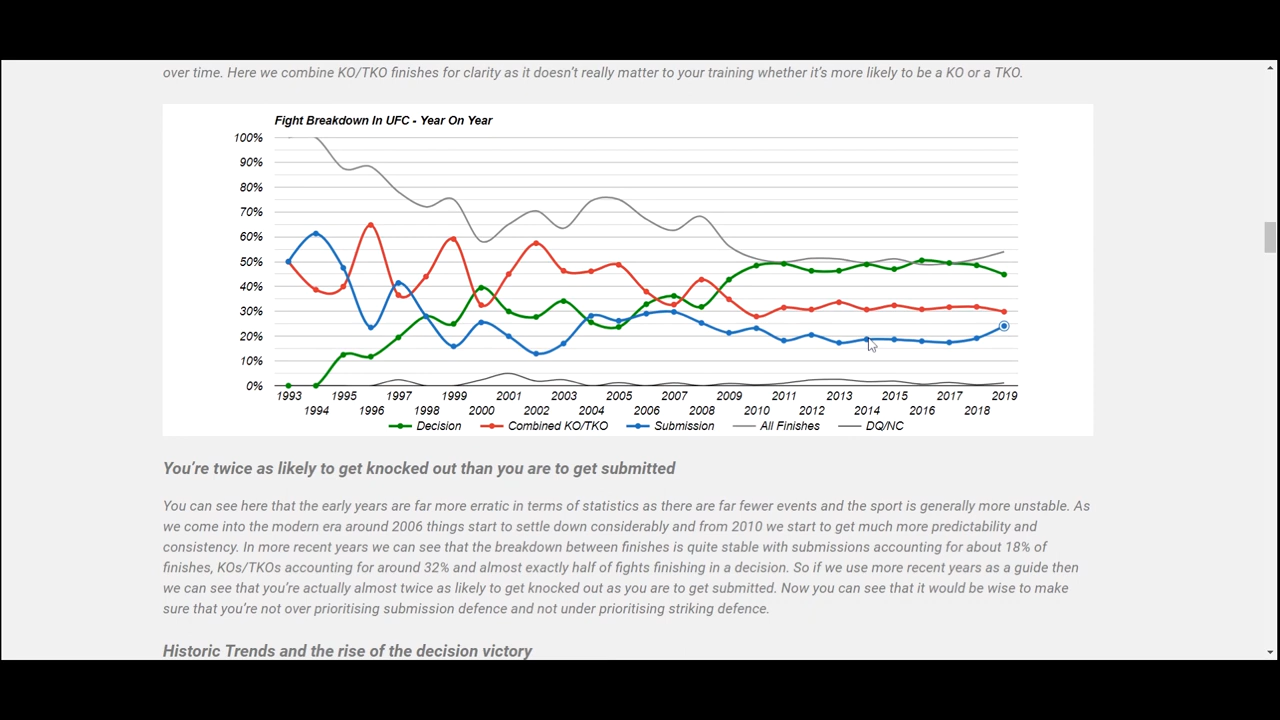 over time. Here we combine KO/TKO finishes for clarity as it doesn't really matter to your training whether it's more likely to be a KO or a TKO.
Fight Breakdown In UFC - Year On Year
100%
90%
80%
70%
60%
50%
40%
30%
20%
10%
0%
1993 1995 1997 1999 2001 2003 2005 2007 2009 2011 2013 2015 2017 2019
1994 1996 1998 2000 2002 2004 2006 2008 2010 2012 2014 2016 2018
Decision Combined KO/TKO Submission All Finishes DQ/NC
You're twice as likely to get knocked out than you are to get submitted
You can see here that the early years are far more erratic in terms of statistics as there are far fewer events and the sport is generally more unstable. As
we come into the modern era around 2006 things start to settle down considerably and from 2010 we start to get much more predictability and
consistency. In more recent years we can see that the breakdown between finishes is quite stable with submissions accounting for about 18% of
finishes, KOs/TKOs accounting for around 32% and almost exactly half of fights finishing in a decision. So if we use more recent years as a guide then
we can see that you're actually almost twice as likely to get knocked out as you are to get submitted. Now you can see that it would be wise to make
sure that you're not over prioritising submission defence and not under prioritising striking defence.
Historic Trends and the rise of the decision victory